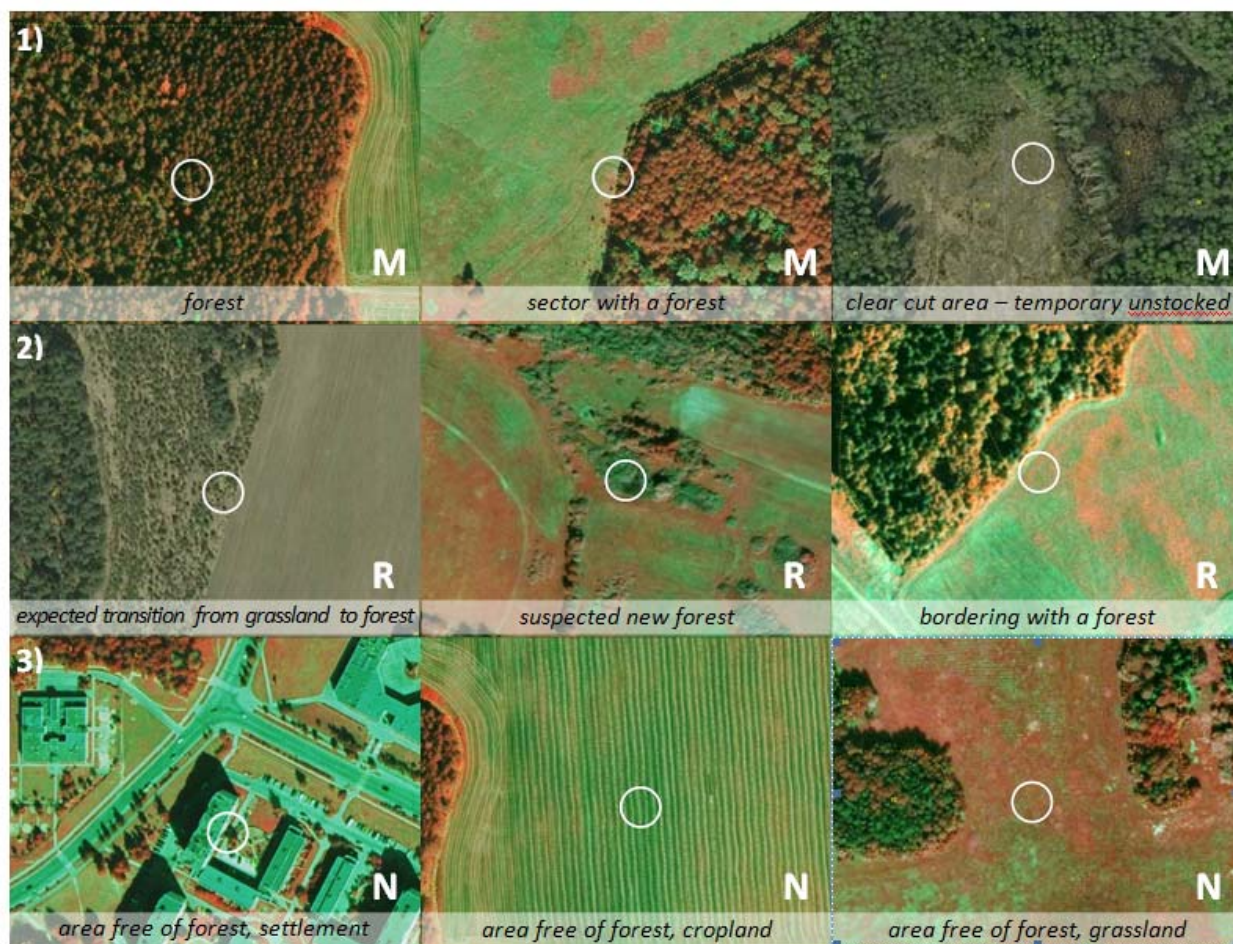 1)
M
forest
M
sector with a forest
M
clear cut area – temporary unstocked
2)
R
expected transition from grassland to forest
R
suspected new forest
R
bordering with a forest
3)
N
area free of forest, settlement
N
area free of forest, cropland
N
area free of forest, grassland